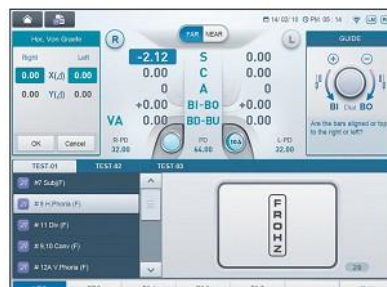 14/ 02/ 18 PM 05 : 14
Hor. Von Graefe
Right Left
0.00 X(⊿) 0.00
0.00 Y(⊿) 0.00
OK Cancel
R
FAR NEAR
L
-2.12 S 0.00
0.00 C 0.00
0 A 0
+0.00 BI-BO +0.00
VA 0.00 BD-BU 0.00
R-PD PD L-PD
32.00 64.00 32.00
10Δ
GUIDE
BI Dial BO
Are the bars aligned or top
to the right or left?
TEST-01 TEST-02 TEST-03
#7 Subj(F)
# 8 H.Phoria (F)
# 11 Div (F)
# 9,10 Conv (F)
# 12A V.Phoria (F)
F
R
O
H
Z